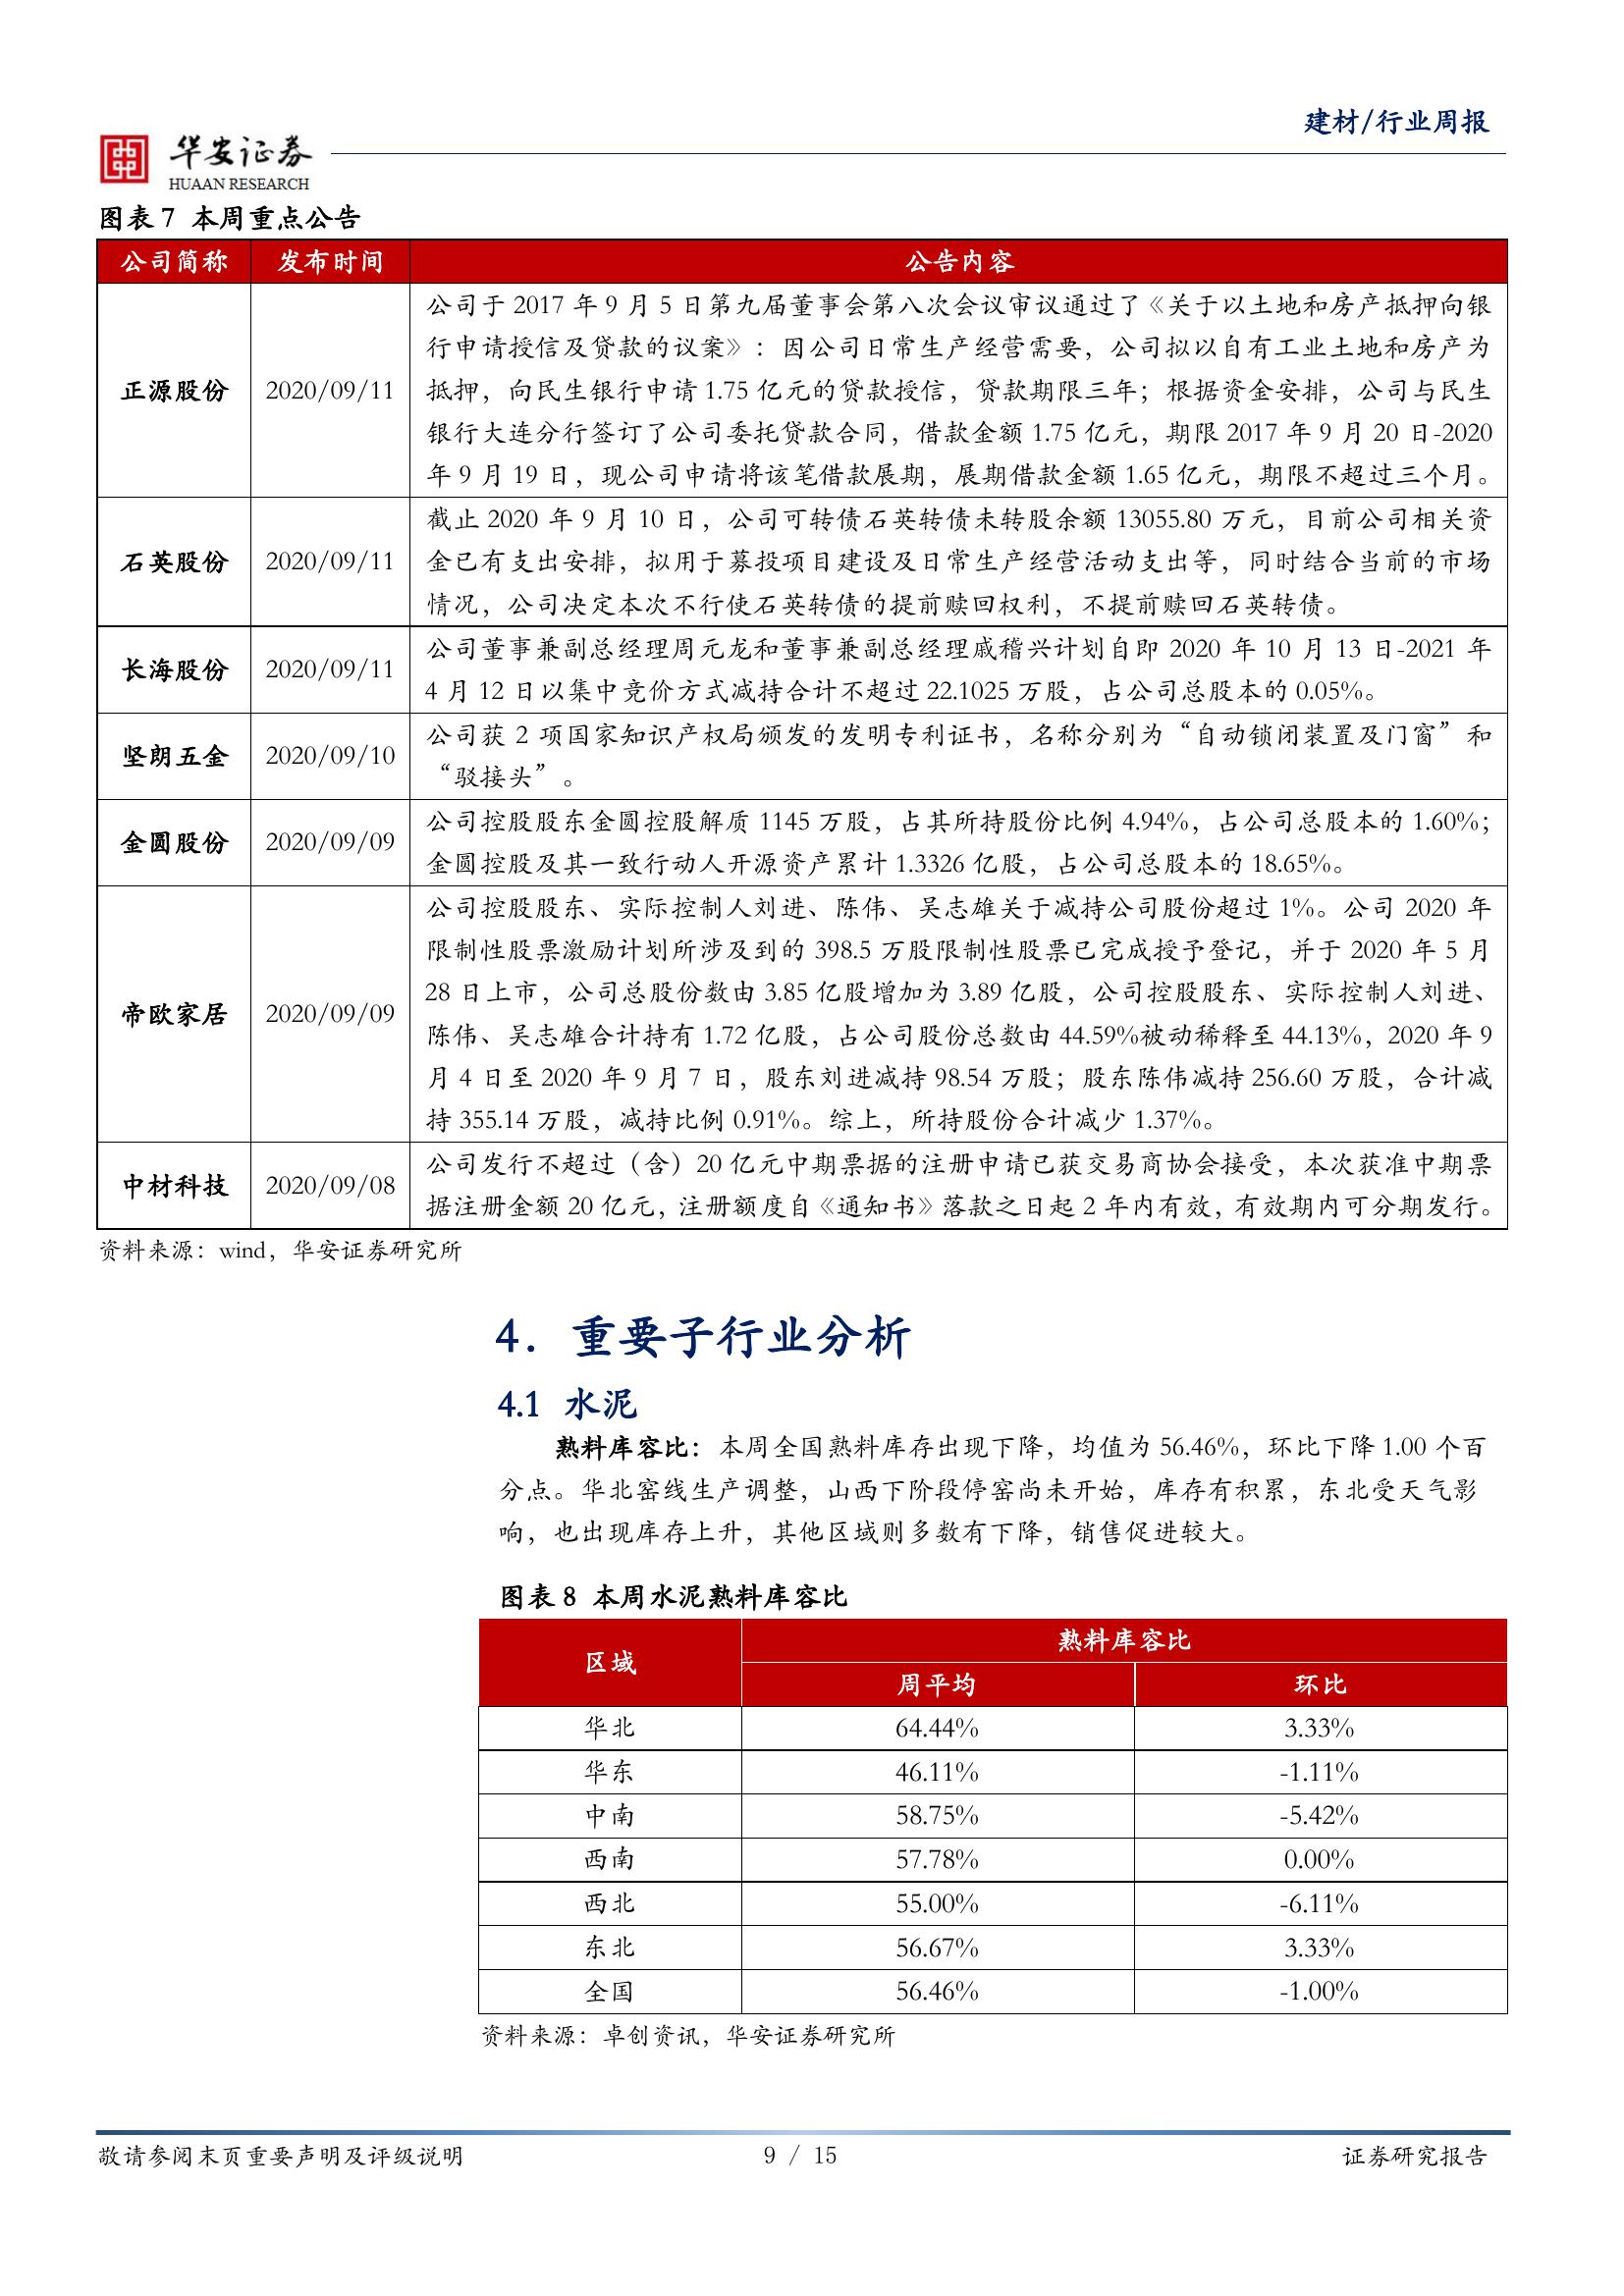 建材/行业周报
华安证券
HUAAN RESEARCH
图表 7 本周重点公告
公司简称 发布时间 公告内容
正源股份 2020/09/11
公司于 2017 年 9 月 5 日第九届董事会第八次会议审议通过了《关于以土地和房产抵押向银
行申请授信及贷款的议案》：因公司日常生产经营需要，公司拟以自有工业土地和房产为
抵押，向民生银行申请 1.75 亿元的贷款授信，贷款期限三年；根据资金安排，公司与民生
银行大连分行签订了公司委托贷款合同，借款金额 1.75 亿元，期限 2017 年 9 月 20 日-2020
年 9 月 19 日，现公司申请将该笔借款展期，展期借款金额 1.65 亿元，期限不超过三个月。
石英股份 2020/09/11
截止 2020 年 9 月 10 日，公司可转债石英转债未转股余额 13055.80 万元，目前公司相关资
金已有支出安排，拟用于募投项目建设及日常生产经营活动支出等，同时结合当前的市场
情况，公司决定本次不行使石英转债的提前赎回权利，不提前赎回石英转债。
长海股份 2020/09/11
公司董事兼副总经理周元龙和董事兼副总经理戚稽兴计划自即 2020 年 10 月 13 日-2021 年
4 月 12 日以集中竞价方式减持合计不超过 22.1025 万股，占公司总股本的 0.05%。
坚朗五金 2020/09/10
公司获 2 项国家知识产权局颁发的发明专利证书，名称分别为“自动锁闭装置及门窗”和
“驳接头”。
金圆股份 2020/09/09
公司控股股东金圆控股解质 1145 万股，占其所持股份比例 4.94%，占公司总股本的 1.60%；
金圆控股及其一致行动人开源资产累计 1.3326 亿股，占公司总股本的 18.65%。
帝欧家居 2020/09/09
公司控股股东、实际控制人刘进、陈伟、吴志雄关于减持公司股份超过 1%。公司 2020 年
限制性股票激励计划所涉及到的 398.5 万股限制性股票已完成授予登记，并于 2020 年 5 月
28 日上市，公司总股份数由 3.85 亿股增加为 3.89 亿股，公司控股股东、实际控制人刘进、
陈伟、吴志雄合计持有 1.72 亿股，占公司股份总数由 44.59%被动稀释至 44.13%，2020 年 9
月 4 日至 2020 年 9 月 7 日，股东刘进减持 98.54 万股；股东陈伟减持 256.60 万股，合计减
持 355.14 万股，减持比例 0.91%。综上，所持股份合计减少 1.37%。
中材科技 2020/09/08
公司发行不超过（含）20 亿元中期票据的注册申请已获交易商协会接受，本次获准中期票
据注册金额 20 亿元，注册额度自《通知书》落款之日起 2 年内有效，有效期内可分期发行。
资料来源：wind，华安证券研究所
4. 重要子行业分析
4.1 水泥
熟料库容比：本周全国熟料库存出现下降，均值为 56.46%，环比下降 1.00 个百
分点。华北窑线生产调整，山西下阶段停窑尚未开始，库存有积累，东北受天气影
响，也出现库存上升，其他区域则多数有下降，销售促进较大。
图表 8 本周水泥熟料库容比
区域 熟料库容比
周平均 环比
华北 64.44% 3.33%
华东 46.11% -1.11%
中南 58.75% -5.42%
西南 57.78% 0.00%
西北 55.00% -6.11%
东北 56.67% 3.33%
全国 56.46% -1.00%
资料来源：卓创资讯，华安证券研究所
敬请参阅末页重要声明及评级说明 9 / 15 证券研究报告